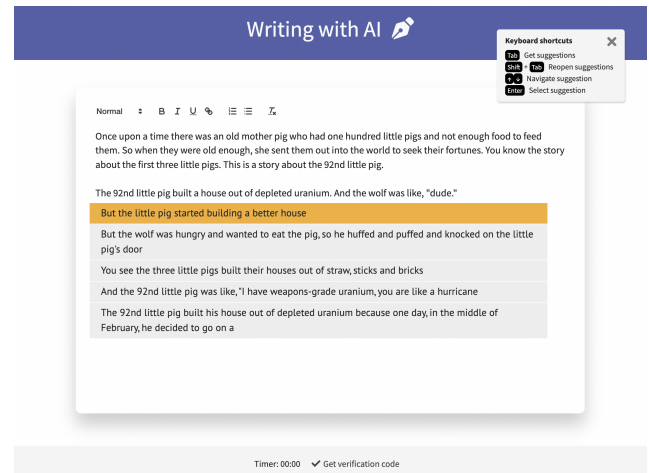 Writing with AI
Keyboard shortcuts
Tab Get suggestions
Shift + Tab Reopen suggestions
↑ ↓ Navigate suggestion
Enter Select suggestion
Normal B I U
Once upon a time there was an old mother pig who had one hundred little pigs and not enough food to feed
them. So when they were old enough, she sent them out into the world to seek their fortunes. You know the story
about the first three little pigs. This is a story about the 92nd little pig.
The 92nd little pig built a house out of depleted uranium. And the wolf was like, "dude."
But the little pig started building a better house
But the wolf was hungry and wanted to eat the pig, so he huffed and puffed and knocked on the little
pig's door
You see the three little pigs built their houses out of straw, sticks and bricks
And the 92nd little pig was like, "I have weapons-grade uranium, you are like a hurricane
The 92nd little pig built his house out of depleted uranium because one day, in the middle of
February, he decided to go on a
Timer: 00:00 ✔ Get verification code